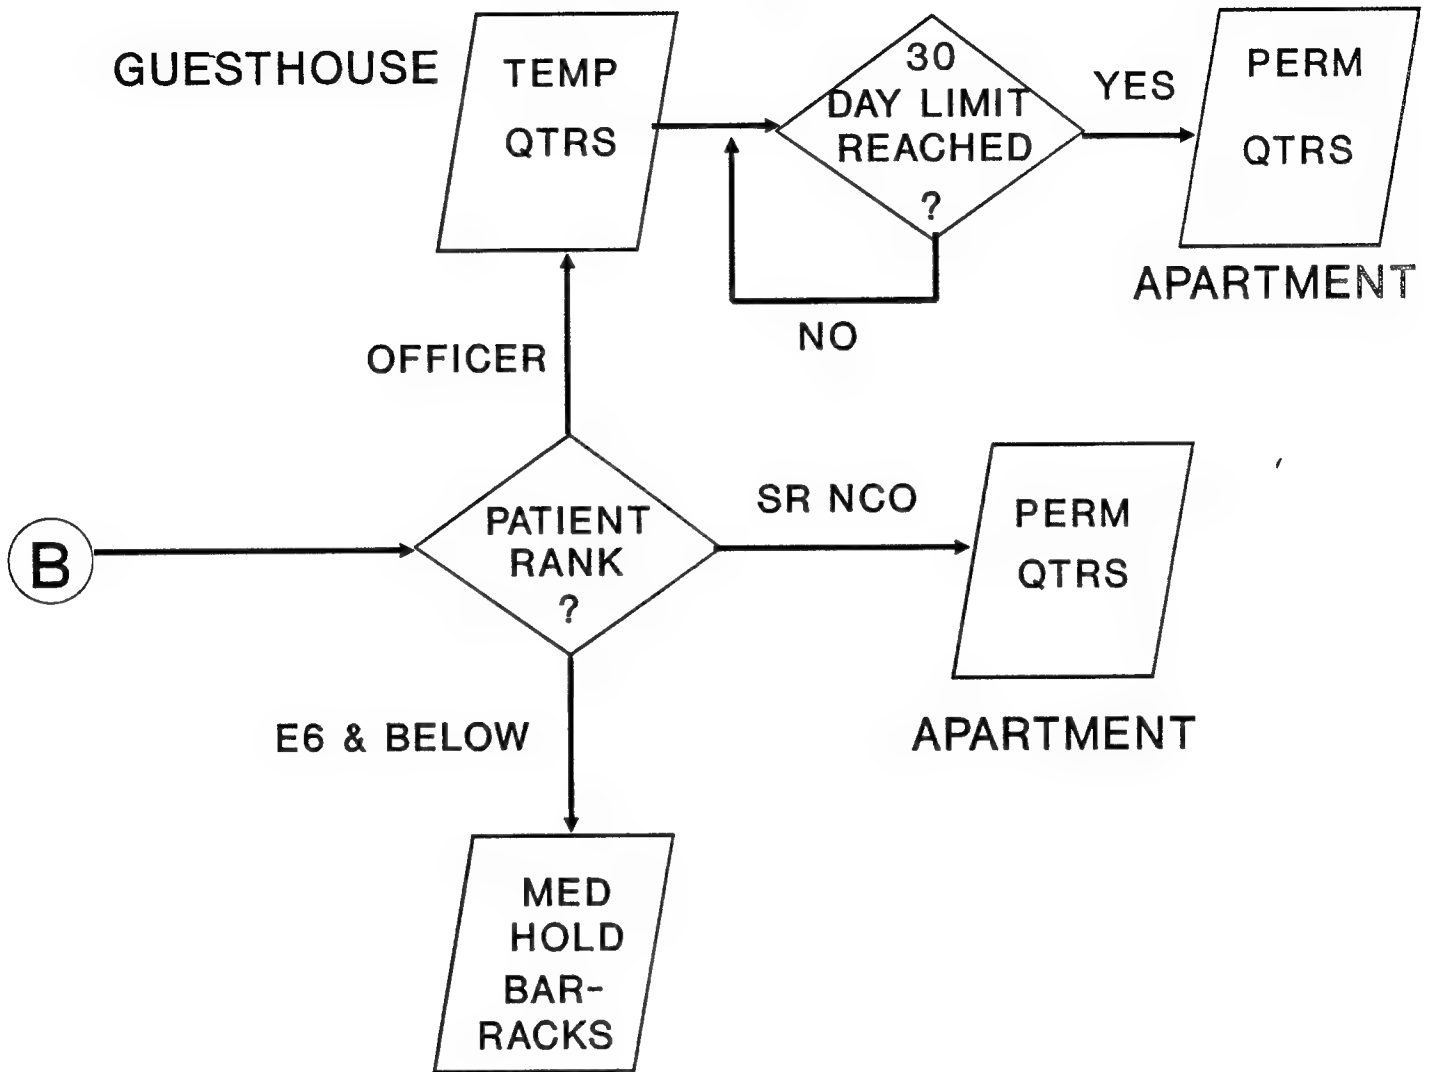 GUESTHOUSE
TEMP
QTRS
30
DAY LIMIT
REACHED
?
YES
PERM
QTRS
APARTMENT
NO
OFFICER
B
PATIENT
RANK
?
SR NCO
PERM
QTRS
APARTMENT
E6 & BELOW
MED
HOLD
BAR-
RACKS